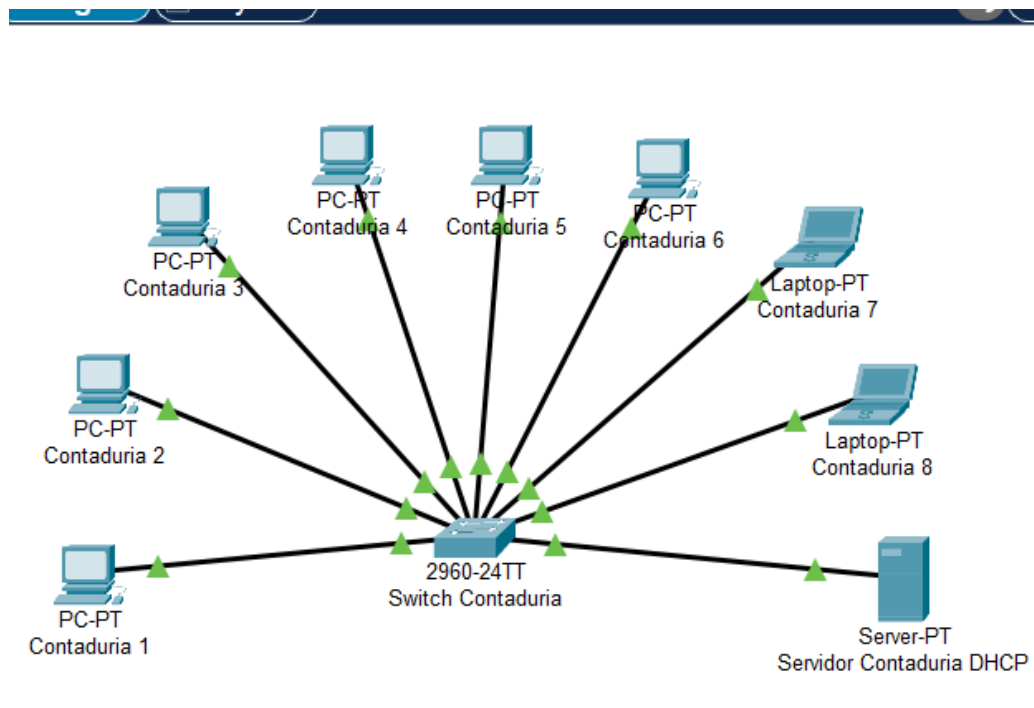 PC-PT
Contaduria 4
PC-PT
Contaduria 5
PC-PT
Contaduria 6
PC-PT
Contaduria 3
Laptop-PT
Contaduria 7
PC-PT
Contaduria 2
Laptop-PT
Contaduria 8
2960-24TT
Switch Contaduria
PC-PT
Contaduria 1
Server-PT
Servidor Contaduria DHCP